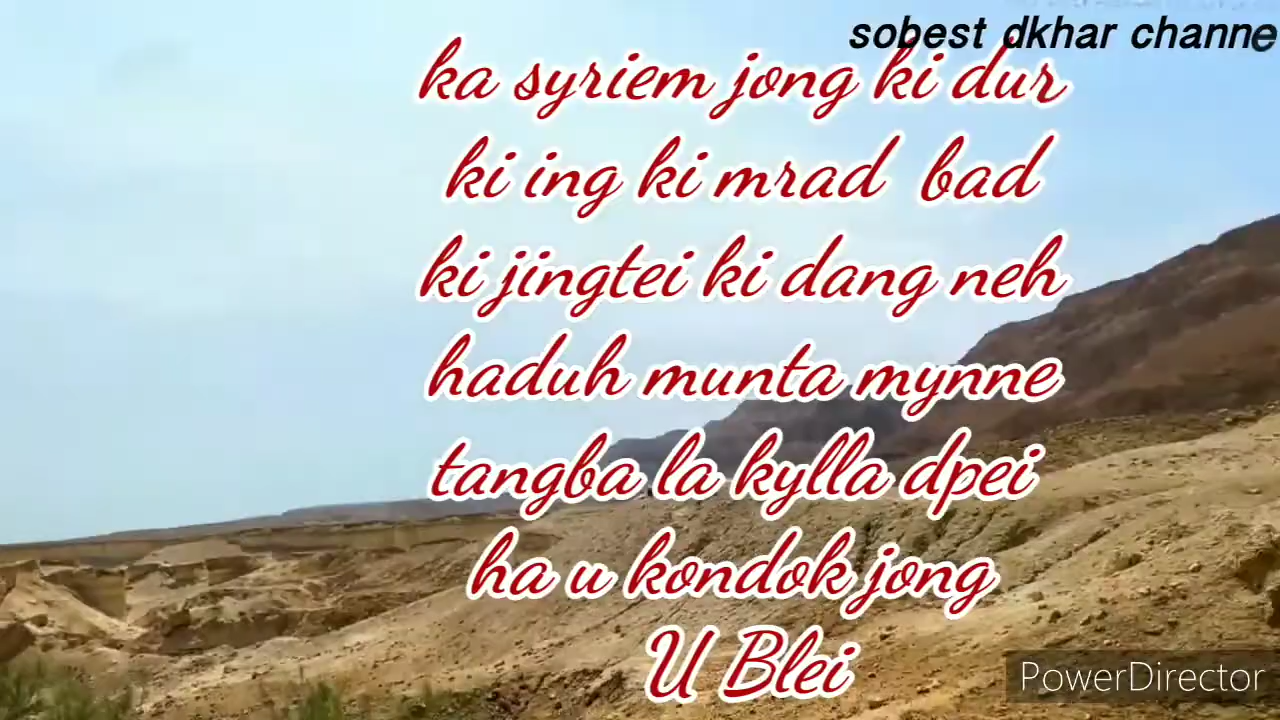 sobest dkhar channe
ka syriem jong ki dur
ki ing ki mrad bad
ki jingtei ki dang neh
haduh munta mynne
tangba la kylla dpei
ha u kondok jong
U Blei
PowerDirector